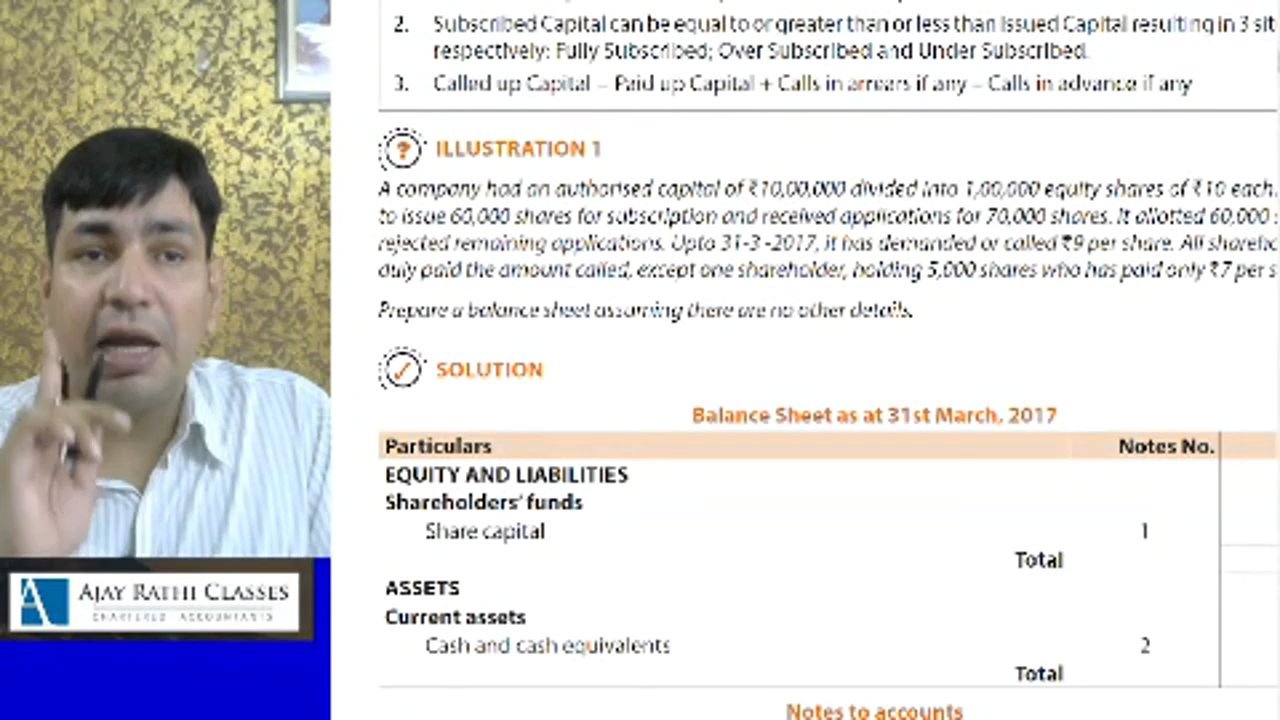 2. Subscribed Capital can be equal to or greater than or less than Issued Capital resulting in 3 sit
respectively: Fully Subscribed; Over Subscribed and Under Subscribed.
3. Called up Capital – Paid up Capital + Calls in arrears if any – Calls in advance if any
ILLUSTRATION 1
A company had an authorised capital of ₹10,00,000 divided into 1,00,000 equity shares of ₹10 each.
to issue 60,000 shares for subscription and received applications for 70,000 shares. It allotted 60,000
rejected remaining applications. Upto 31-3 -2017, it has demanded or called ₹9 per share. All shareho
duly paid the amount called, except one shareholder, holding 5,000 shares who has paid only ₹7 per s
Prepare a balance sheet assuming there are no other details.
SOLUTION
Balance Sheet as at 31st March, 2017
Particulars Notes No.
EQUITY AND LIABILITIES
Shareholders' funds
Share capital 1
Total
ASSETS
Current assets
Cash and cash equivalents 2
Total
Notes to accounts
AJAY RATHI CLASSES
CHARTERED ACCOUNTANTS